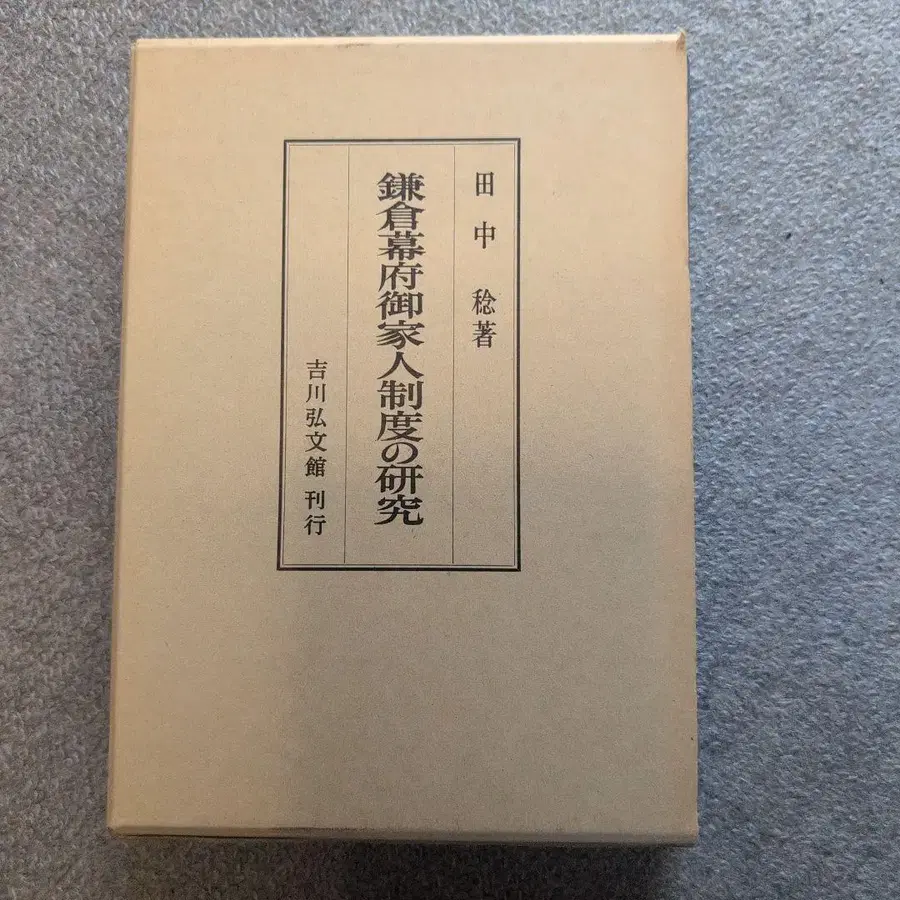 田中 稔著
鎌倉幕府御家人制度の研究
吉川弘文館 刊行